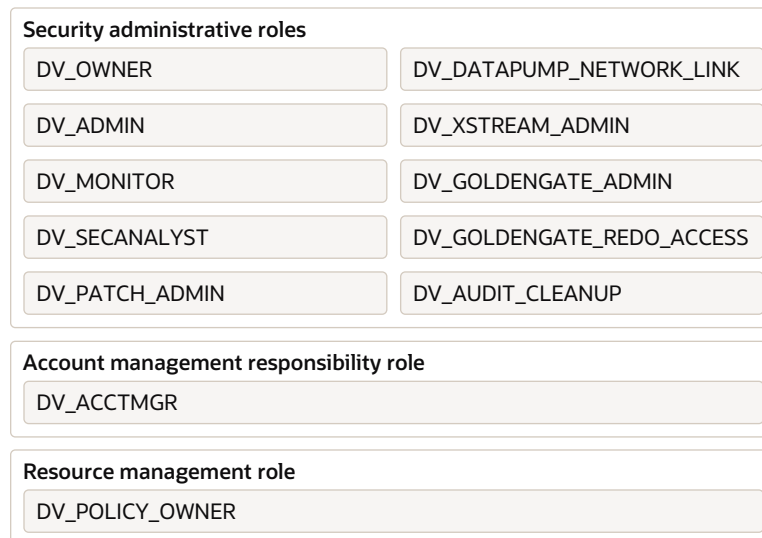 Security administrative roles
DV_OWNER DV_DATAPUMP_NETWORK_LINK
DV_ADMIN DV_XSTREAM_ADMIN
DV_MONITOR DV_GOLDENGATE_ADMIN
DV_SECANALYST DV_GOLDENGATE_REDO_ACCESS
DV_PATCH_ADMIN DV_AUDIT_CLEANUP
Account management responsibility role
DV_ACCTMGR
Resource management role
DV_POLICY_OWNER